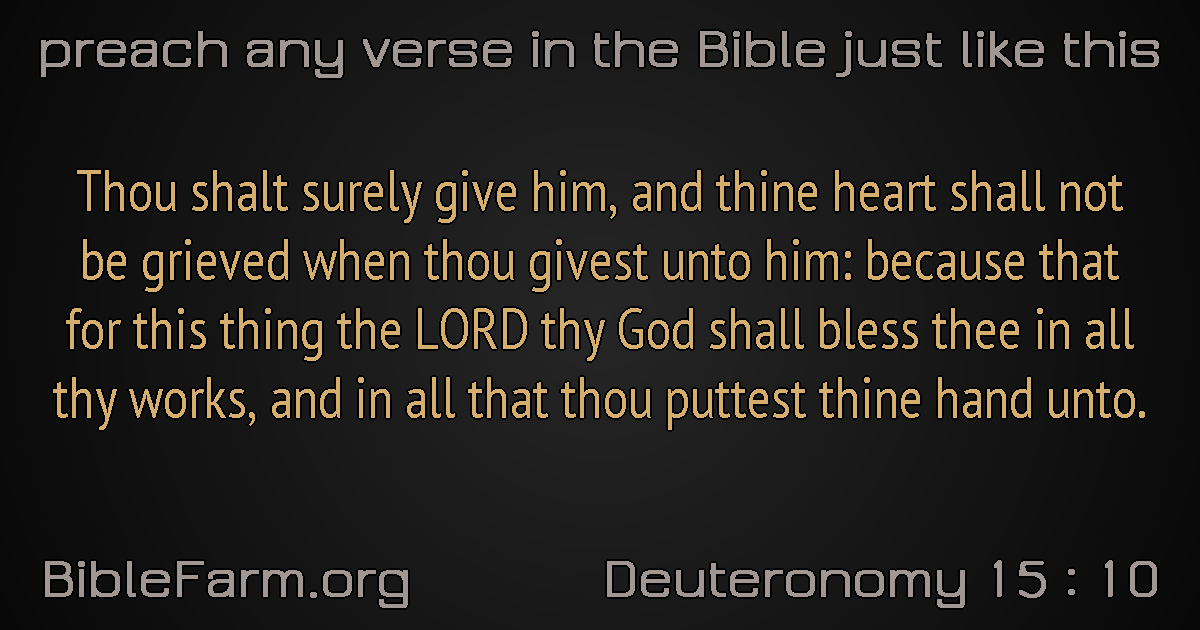 preach any verse in the Bible just like this
Thou shalt surely give him, and thine heart shall not
be grieved when thou givest unto him: because that
for this thing the LORD thy God shall bless thee in all
thy works, and in all that thou puttest thine hand unto.
BibleFarm.org
Deuteronomy 15 : 10